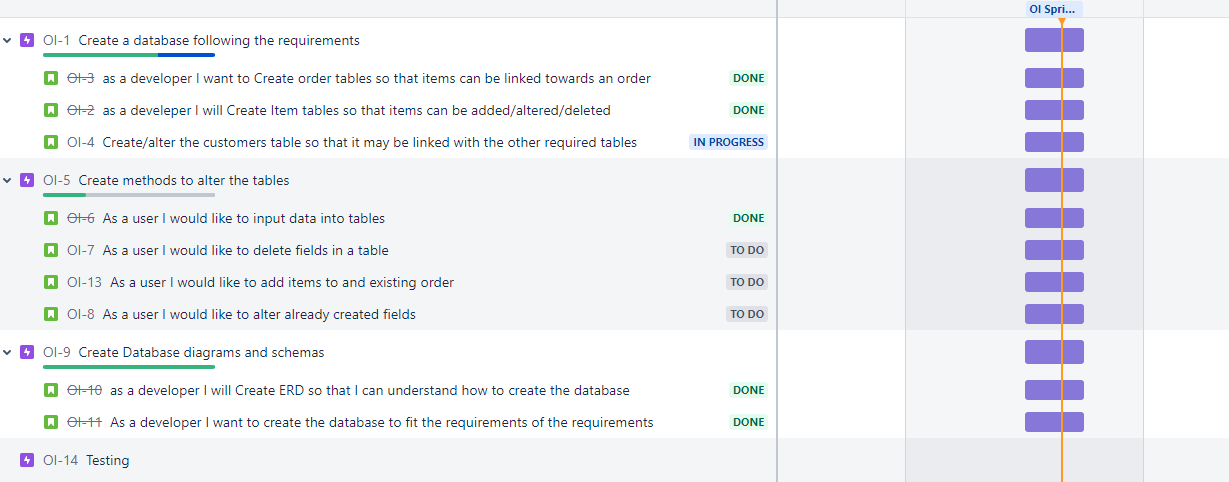 OI Spri...
OI-1 Create a database following the requirements
OI-3 as a developer I want to Create order tables so that items can be linked towards an order DONE
OI-2 as a develeper I will Create Item tables so that items can be added/altered/deleted DONE
OI-4 Create/alter the customers table so that it may be linked with the other required tables IN PROGRESS
OI-5 Create methods to alter the tables
OI-6 As a user I would like to input data into tables DONE
OI-7 As a user I would like to delete fields in a table TO DO
OI-13 As a user I would like to add items to and existing order TO DO
OI-8 As a user I would like to alter already created fields TO DO
OI-9 Create Database diagrams and schemas
OI-10 as a developer I will Create ERD so that I can understand how to create the database DONE
OI-11 As a developer I want to create the database to fit the requirements of the requirements DONE
OI-14 Testing